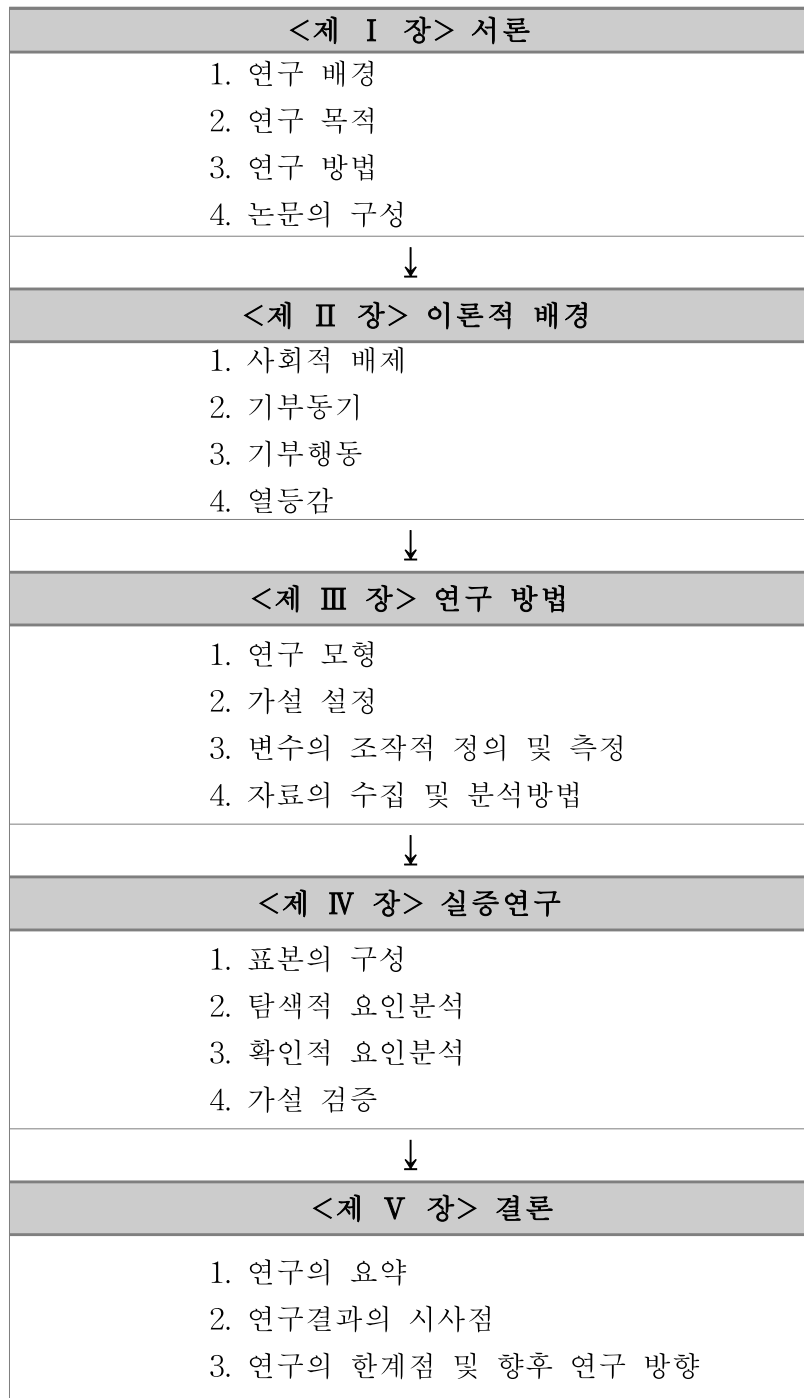 <제 Ⅰ 장> 서론
1. 연구 배경
2. 연구 목적
3. 연구 방법
4. 논문의 구성
↓
<제 Ⅱ 장> 이론적 배경
1. 사회적 배제
2. 기부동기
3. 기부행동
4. 열등감
↓
<제 Ⅲ 장> 연구 방법
1. 연구 모형
2. 가설 설정
3. 변수의 조작적 정의 및 측정
4. 자료의 수집 및 분석방법
↓
<제 Ⅳ 장> 실증연구
1. 표본의 구성
2. 탐색적 요인분석
3. 확인적 요인분석
4. 가설 검증
↓
<제 Ⅴ 장> 결론
1. 연구의 요약
2. 연구결과의 시사점
3. 연구의 한계점 및 향후 연구 방향